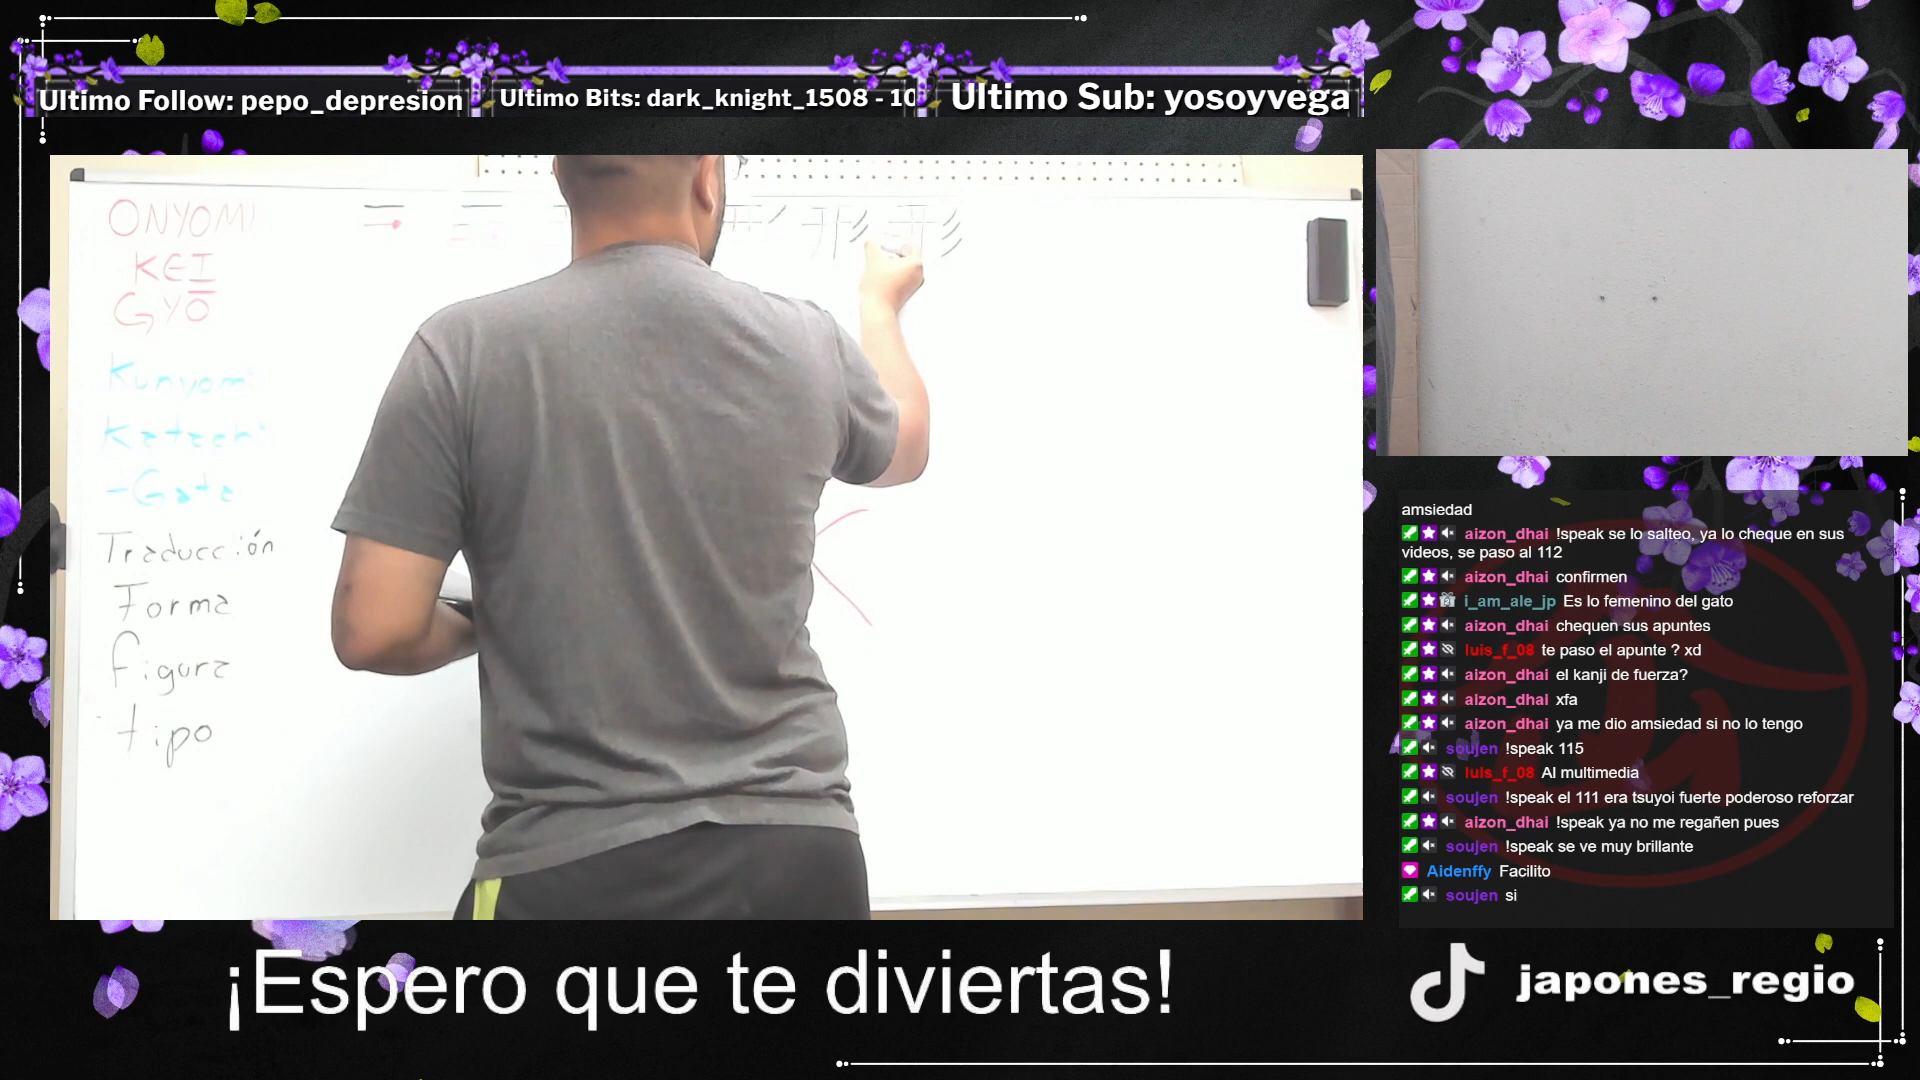 Ultimo Follow: pepo_depresion
Ultimo Bits: dark_knight_1508 - 10
Ultimo Sub: yosoyvega
ONYOMI
KEI
GYO
Kunyomi
Katachi
-Gata
Traducción
Forma
figura
tipo
形 形
amsiedad
aizon_dhai !speak se lo salteo, ya lo cheque en sus
videos, se paso al 112
aizon_dhai confirmen
i_am_ale_jp Es lo femenino del gato
aizon_dhai chequen sus apuntes
luis_f_08 te paso el apunte ? xd
aizon_dhai el kanji de fuerza?
aizon_dhai xfa
aizon_dhai ya me dio amsiedad si no lo tengo
soujen !speak 115
luis_f_08 Al multimedia
soujen !speak el 111 era tsuyoi fuerte poderoso reforzar
aizon_dhai !speak ya no me regañen pues
soujen !speak se ve muy brillante
Aidenffy Facilito
soujen si
¡Espero que te diviertas!
japones_regio